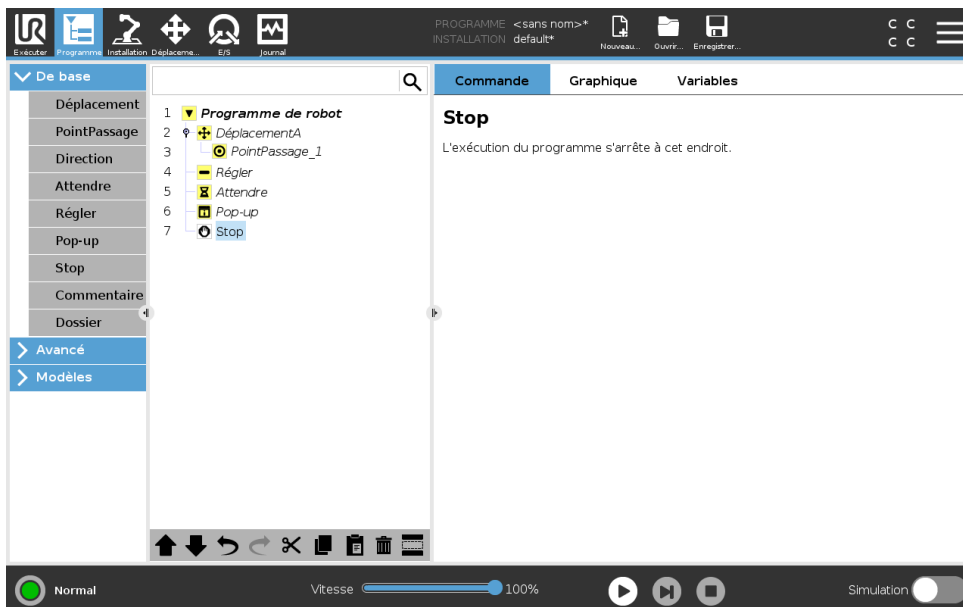 UR
PROGRAMME <sans nom>*
INSTALLATION default*
C C
C C
Exécuter Programme Installation Déplaceme... E/S Journal
Nouveau... Ouvrir... Enregistrer...
De base
Déplacement
PointPassage
Direction
Attendre
Régler
Pop-up
Stop
Commentaire
Dossier
Avancé
Modèles
1 Programme de robot
2 DéplacementA
3 PointPassage_1
4 Régler
5 Attendre
6 Pop-up
7 Stop
Commande Graphique Variables
Stop
L'exécution du programme s'arrête à cet endroit.
Normal
Vitesse 100%
Simulation